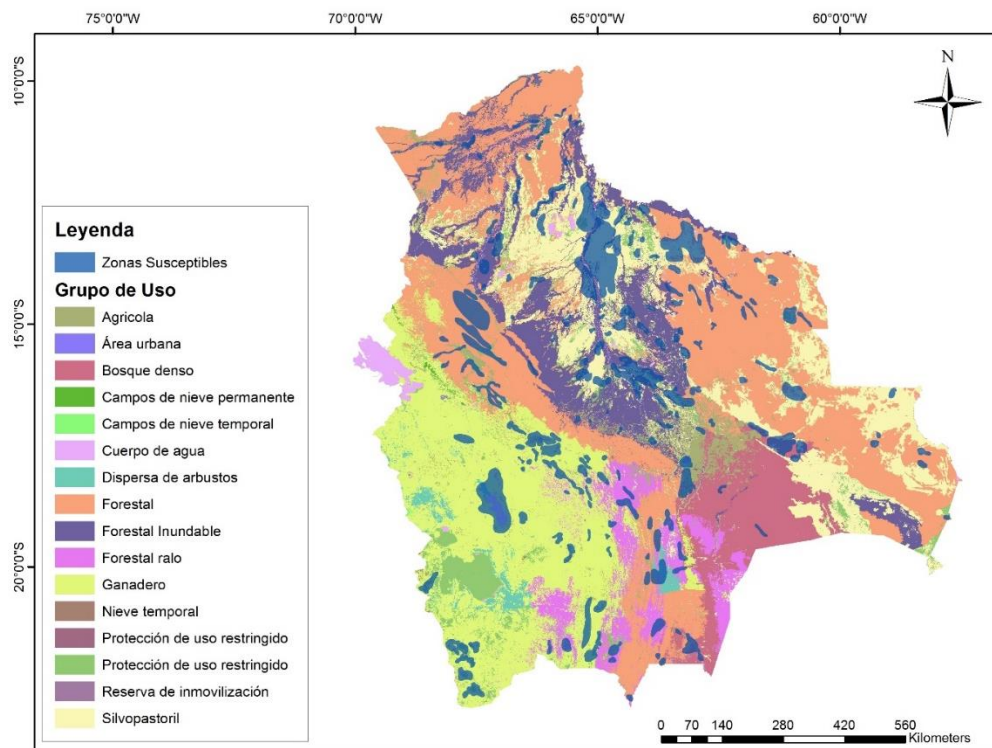 75°0'0"W 70°0'0"W 65°0'0"W 60°0'0"W
10°0'0"S
15°0'0"S
20°0'0"S
N
Leyenda
Zonas Susceptibles
Grupo de Uso
Agricola
Área urbana
Bosque denso
Campos de nieve permanente
Campos de nieve temporal
Cuerpo de agua
Dispersa de arbustos
Forestal
Forestal Inundable
Forestal ralo
Ganadero
Nieve temporal
Protección de uso restringido
Protección de uso restringido
Reserva de inmovilización
Silvopastoril
0 70 140 280 420 560
Kilometers